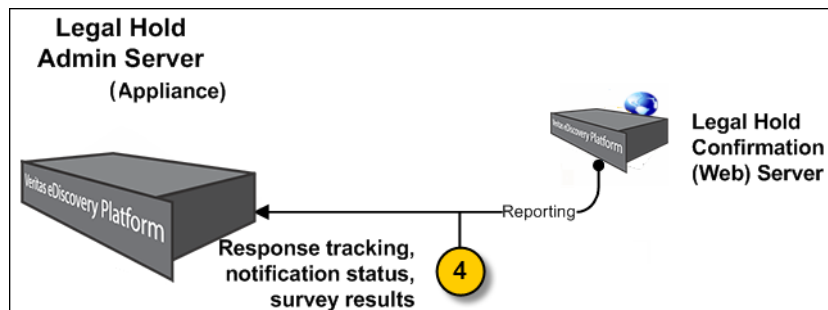 Legal Hold
Admin Server
(Appliance)
Veritas eDiscovery Platform
Veritas eDiscovery Platform
Legal Hold
Confirmation
(Web) Server
Reporting
Response tracking,
notification status,
survey results
4